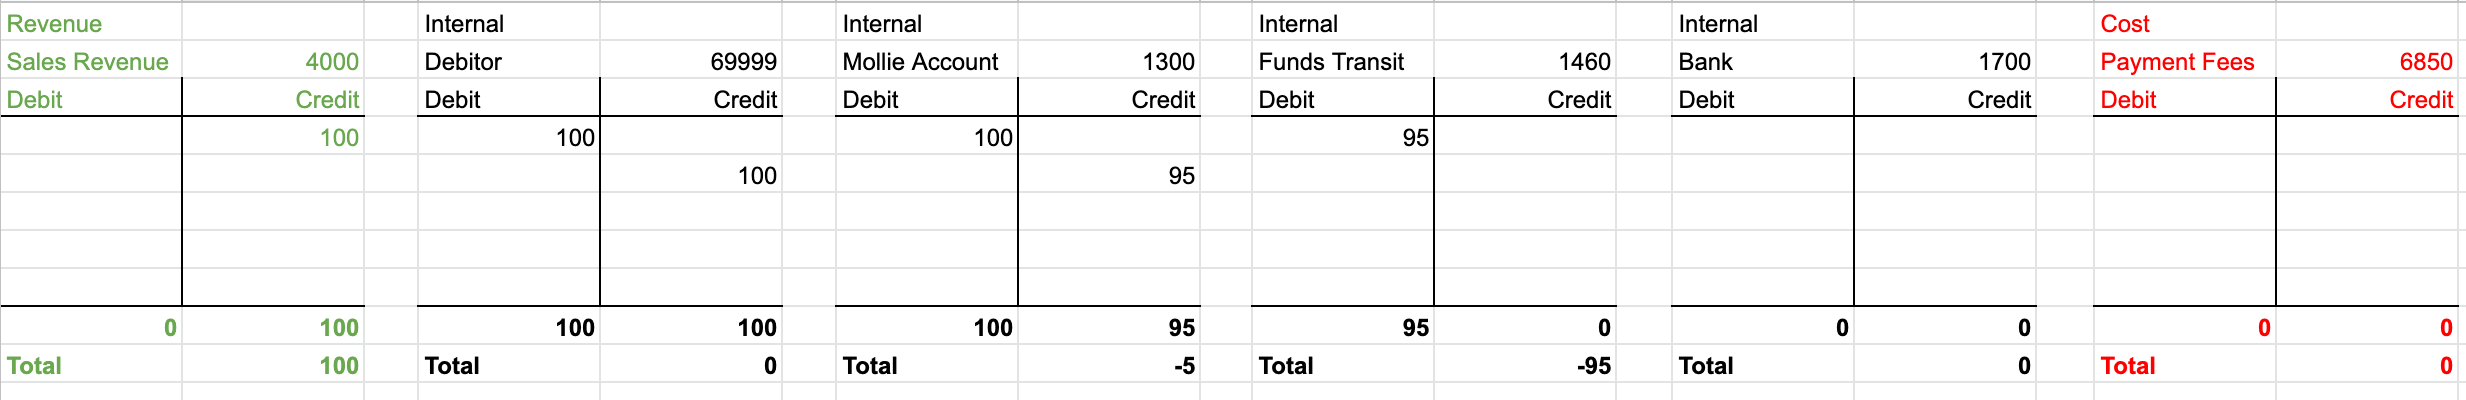 Revenue Internal Internal Internal Internal Cost
Sales Revenue 4000 Debitor 69999 Mollie Account 1300 Funds Transit 1460 Bank 1700 Payment Fees 6850
Debit Credit Debit Credit Debit Credit Debit Credit Debit Credit Debit Credit
100 100 100 95
100 95
0 100 100 100 100 95 95 0 0 0 0 0
Total 100 Total 0 Total -5 Total -95 Total 0 Total 0